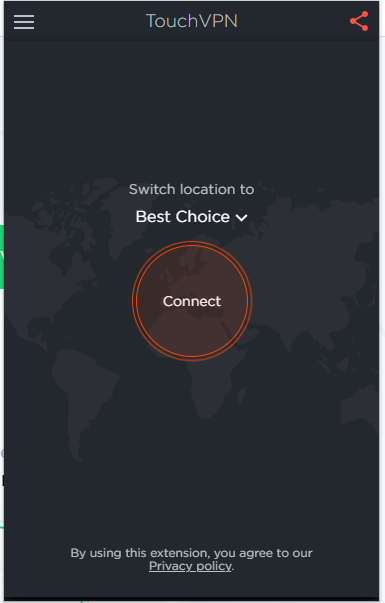 TouchVPN
Switch location to
Best Choice
Connect
By using this extension, you agree to our
Privacy policy.